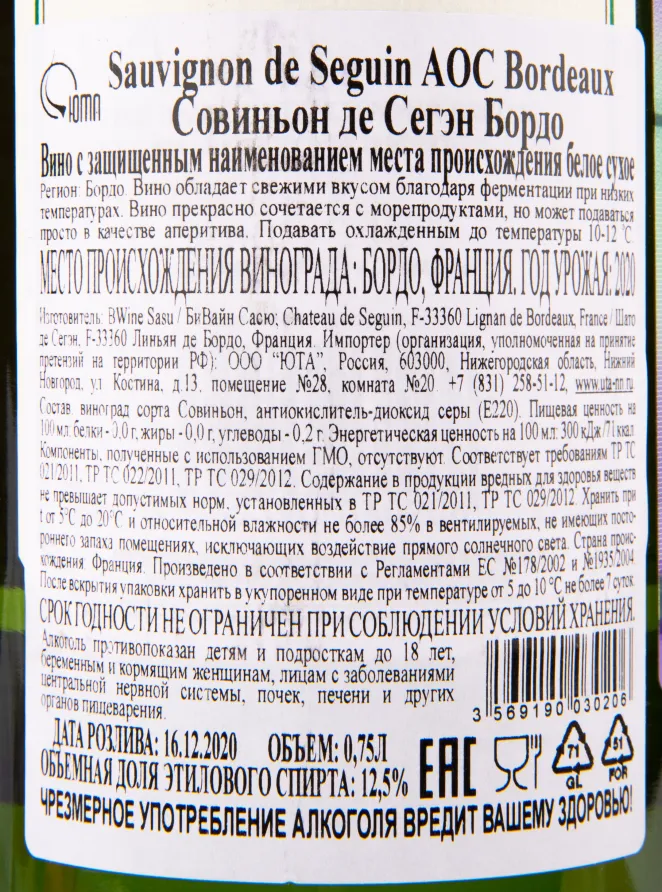 ЮТА
Sauvignon de Seguin AOC Bordeaux
Совиньон де Сегэн Бордо
Вино с защищенным наименованием места происхождения белое сухое
Регион: Бордо. Вино обладает свежими вкусом благодаря ферментации при низких
температурах. Вино прекрасно сочетается с морепродуктами, но может подаваться
просто в качестве аперитива. Подавать охлажденным до температуры 10-12 °C.
МЕСТО ПРОИСХОЖДЕНИЯ ВИНОГРАДА: БОРДО, ФРАНЦИЯ. ГОД УРОЖАЯ: 2020
Изготовитель: BWine Sasu / БиВайн Сасю, Chateau de Seguin, F-33360 Lignan de Bordeaux, France / Шато
де Сегэн, F-33360 Линьян де Бордо, Франция. Импортер (организация, уполномоченная на принятие
претензий на территории РФ): ООО "ЮТА", Россия, 603000, Нижегородская область, Нижний
Новгород, ул. Костина, д.13, помещение №28, комната №20. +7 (831) 258-51-12, www.uta-nn.ru
Состав: виноград сорта Совиньон, антиокислитель-диоксид серы (Е220). Пищевая ценность на
100 мл: белки - 0,0 г, жиры - 0,0 г, углеводы - 0,2 г. Энергетическая ценность на 100 мл: 300 кДж/71 ккал.
Компоненты, полученные с использованием ГМО, отсутствуют. Соответствует требованиям ТР ТС
021/2011, ТР ТС 022/2011, ТР ТС 029/2012. Содержание в продукции вредных для здоровья веществ
не превышает допустимых норм, установленных в ТР ТС 021/2011, ТР ТС 029/2012. Хранить при
t от 5°C до 20°C и относительной влажности не более 85% в вентилируемых, не имеющих посто-
роннего запаха помещениях, исключающих воздействие прямого солнечного света. Страна проис-
хождения: Франция. Произведено в соответствии с Регламентами ЕС №178/2002 и №1935/2004
После вскрытия упаковки хранить в укупоренном виде при температуре от 5 до 10 °C не более 7 суток.
СРОК ГОДНОСТИ НЕ ОГРАНИЧЕН ПРИ СОБЛЮДЕНИИ УСЛОВИЙ ХРАНЕНИЯ.
Алкоголь противопоказан детям и подросткам до 18 лет,
беременным и кормящим женщинам, лицам с заболеваниями
центральной нервной системы, почек, печени и других
органов пищеварения.
3 569190 030206
ДАТА РОЗЛИВА: 16.12.2020 ОБЪЕМ: 0,75Л
ОБЪЕМНАЯ ДОЛЯ ЭТИЛОВОГО СПИРТА: 12,5%
EAC
71
GL
51
FOR
ЧРЕЗМЕРНОЕ УПОТРЕБЛЕНИЕ АЛКОГОЛЯ ВРЕДИТ ВАШЕМУ ЗДОРОВЬЮ!